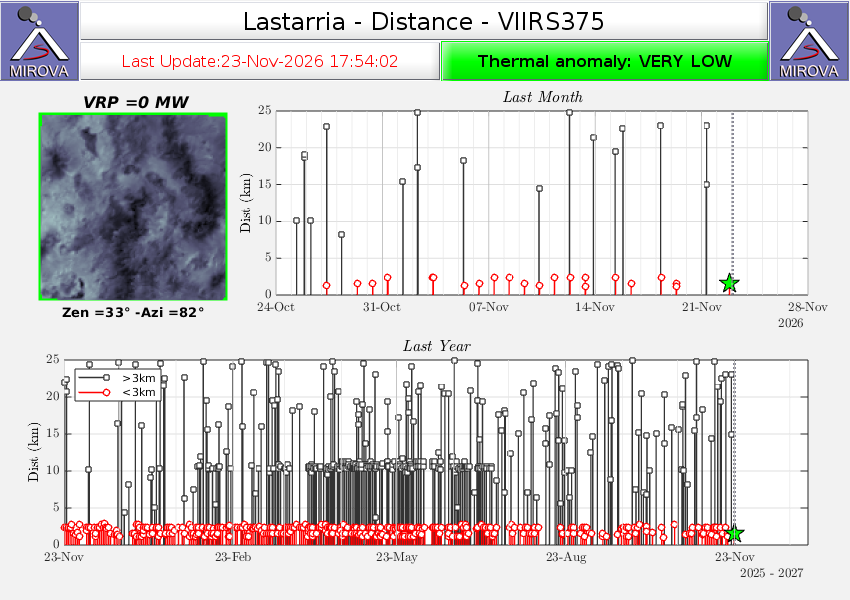 Lastarria - Distance - VIIRS375
MIROVA
Last Update:23-Nov-2026 17:54:02
Thermal anomaly: VERY LOW
MIROVA
VRP =0 MW
Zen =33° -Azi =82°
Last Month
Dist (km)
25
20
15
10
5
0
24-Oct 31-Oct 07-Nov 14-Nov 21-Nov 28-Nov
2026
Last Year
Dist (km)
25
20
15
10
5
0
>3km
<3km
23-Nov 23-Feb 23-May 23-Aug 23-Nov
2025 - 2027